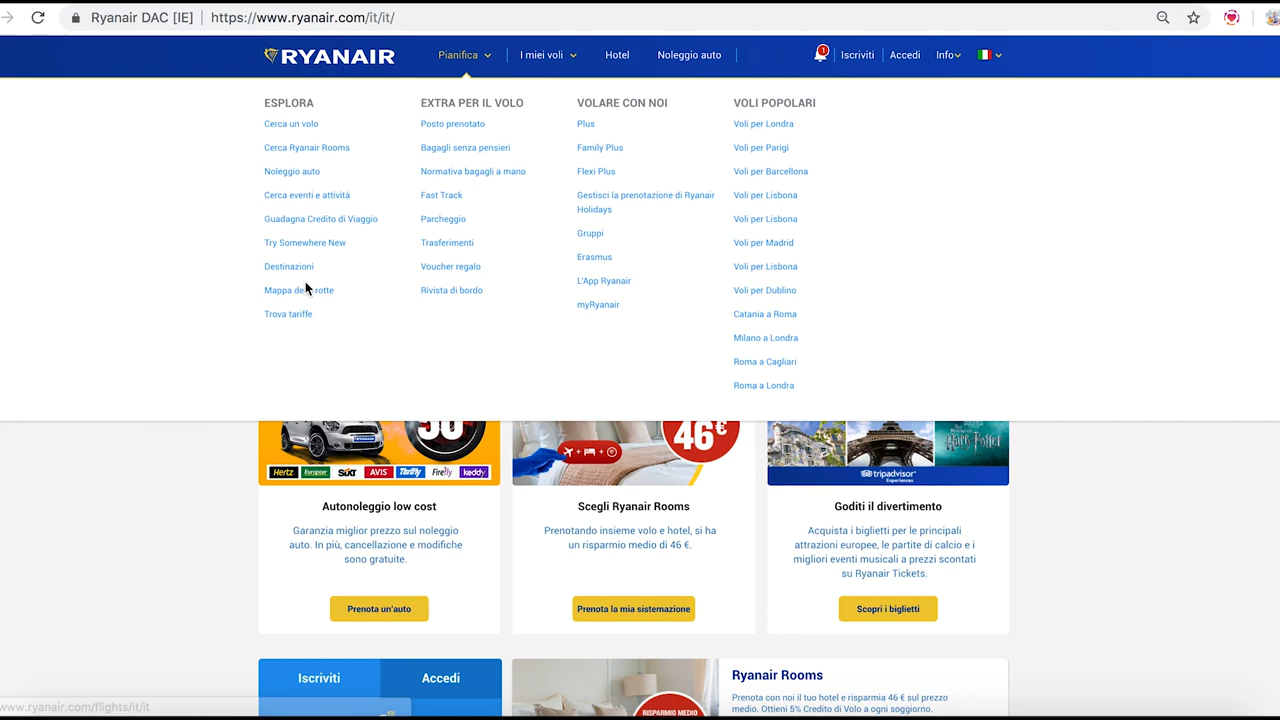 Ryanair DAC [IE] https://www.ryanair.com/it/it/
RYANAIR Pianifica I miei voli Hotel Noleggio auto 1 Iscriviti Accedi Info
ESPLORA
Cerca un volo
Cerca Ryanair Rooms
Noleggio auto
Cerca eventi e attività
Guadagna Credito di Viaggio
Try Somewhere New
Destinazioni
Mappa de rotte
Trova tariffe
EXTRA PER IL VOLO
Posto prenotato
Bagagli senza pensieri
Normativa bagagli a mano
Fast Track
Parcheggio
Trasferimenti
Voucher regalo
Rivista di bordo
VOLARE CON NOI
Plus
Family Plus
Flexi Plus
Gestisci la prenotazione di Ryanair
Holidays
Gruppi
Erasmus
L'App Ryanair
myRyanair
VOLI POPOLARI
Voli per Londra
Voli per Parigi
Voli per Barcellona
Voli per Lisbona
Voli per Lisbona
Voli per Madrid
Voli per Lisbona
Voli per Dublino
Catania a Roma
Milano a Londra
Roma a Cagliari
Roma a Londra
Hertz Europcar Sixt AVIS Thrifty Firefly keddy
Autonoleggio low cost
Garanzia miglior prezzo sul noleggio
auto. In più, cancellazione e modifiche
sono gratuite.
Prenota un'auto
46€
Scegli Ryanair Rooms
Prenotando insieme volo e hotel, si ha
un risparmio medio di 46 €.
Prenota la mia sistemazione
Harry Potter
tripadvisor
Experiences
Goditi il divertimento
Acquista i biglietti per le principali
attrazioni europee, le partite di calcio e i
migliori eventi musicali a prezzi scontati
su Ryanair Tickets.
Scopri i biglietti
Iscriviti Accedi
RISPARMIO MEDIO
Ryanair Rooms
Prenota con noi il tuo hotel e risparmia 46 € sul prezzo
medio. Ottieni 5% Credito di Volo a ogni soggiorno.
www.ryanair.com/flights/it/it